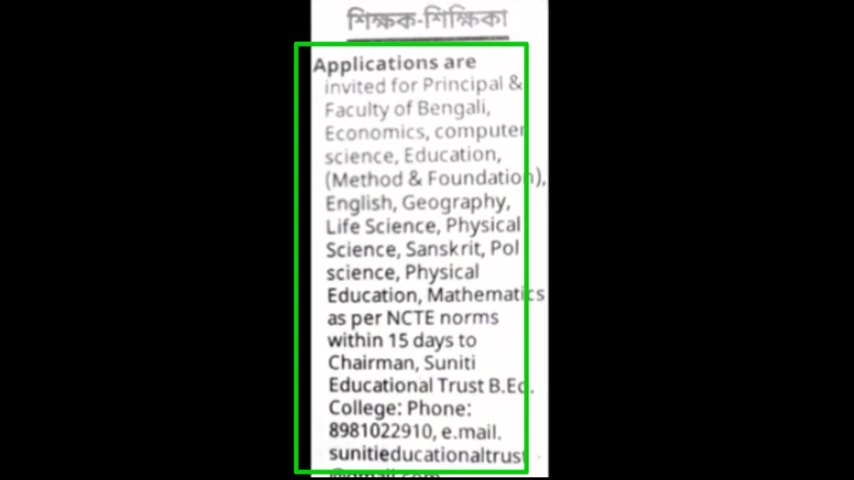 শিক্ষক-শিক্ষিকা
Applications are
invited for Principal &
Faculty of Bengali,
Economics, computer
science, Education,
(Method & Foundation),
English, Geography,
Life Science, Physical
Science, Sanskrit, Pol
science, Physical
Education, Mathematics
as per NCTE norms
within 15 days to
Chairman, Suniti
Educational Trust B.Ed.
College: Phone:
8981022910, e.mail.
sunitieducationaltrust
@gmail.com